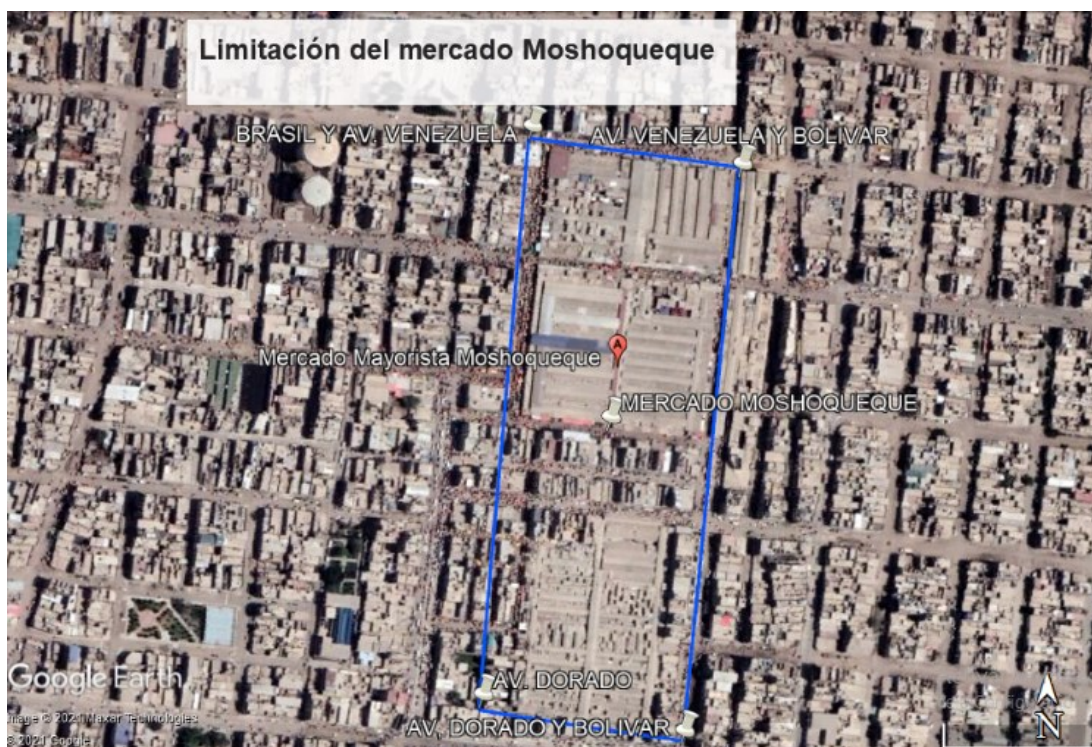 Limitación del mercado Moshoqueque
BRASIL Y AV. VENEZUELA
AV. VENEZUELA Y BOLIVAR
A
Mercado Mayorista Moshoqueque
MERCADO MOSHOQUEQUE
AV. DORADO
AV, DORADO Y BOLIVAR
Google Earth
Image © 2021 Maxar Technologies
© 2021 Google
N